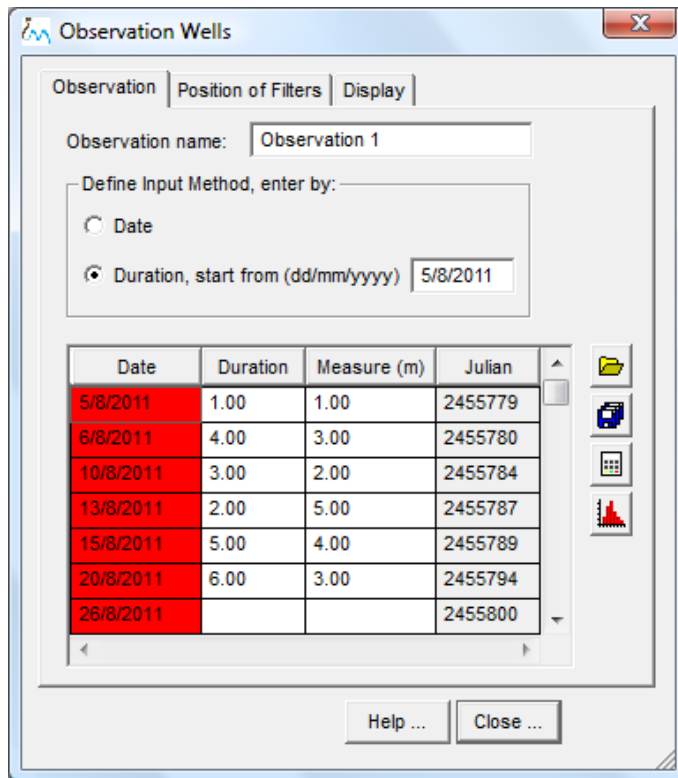 Observation Wells
Observation Position of Filters Display
Observation name: Observation 1
Define Input Method, enter by:
Date
Duration, start from (dd/mm/yyyy) 5/8/2011
Date Duration Measure (m) Julian
5/8/2011 1.00 1.00 2455779
6/8/2011 4.00 3.00 2455780
10/8/2011 3.00 2.00 2455784
13/8/2011 2.00 5.00 2455787
15/8/2011 5.00 4.00 2455789
20/8/2011 6.00 3.00 2455794
26/8/2011 2455800
Help ... Close ...